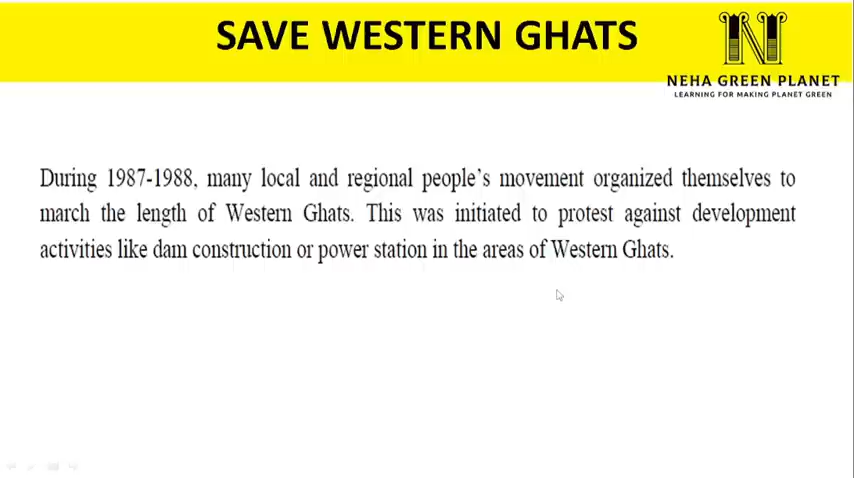 SAVE WESTERN GHATS
N
NEHA GREEN PLANET
LEARNING FOR MAKING PLANET GREEN
During 1987-1988, many local and regional people's movement organized themselves to
march the length of Western Ghats. This was initiated to protest against development
activities like dam construction or power station in the areas of Western Ghats.